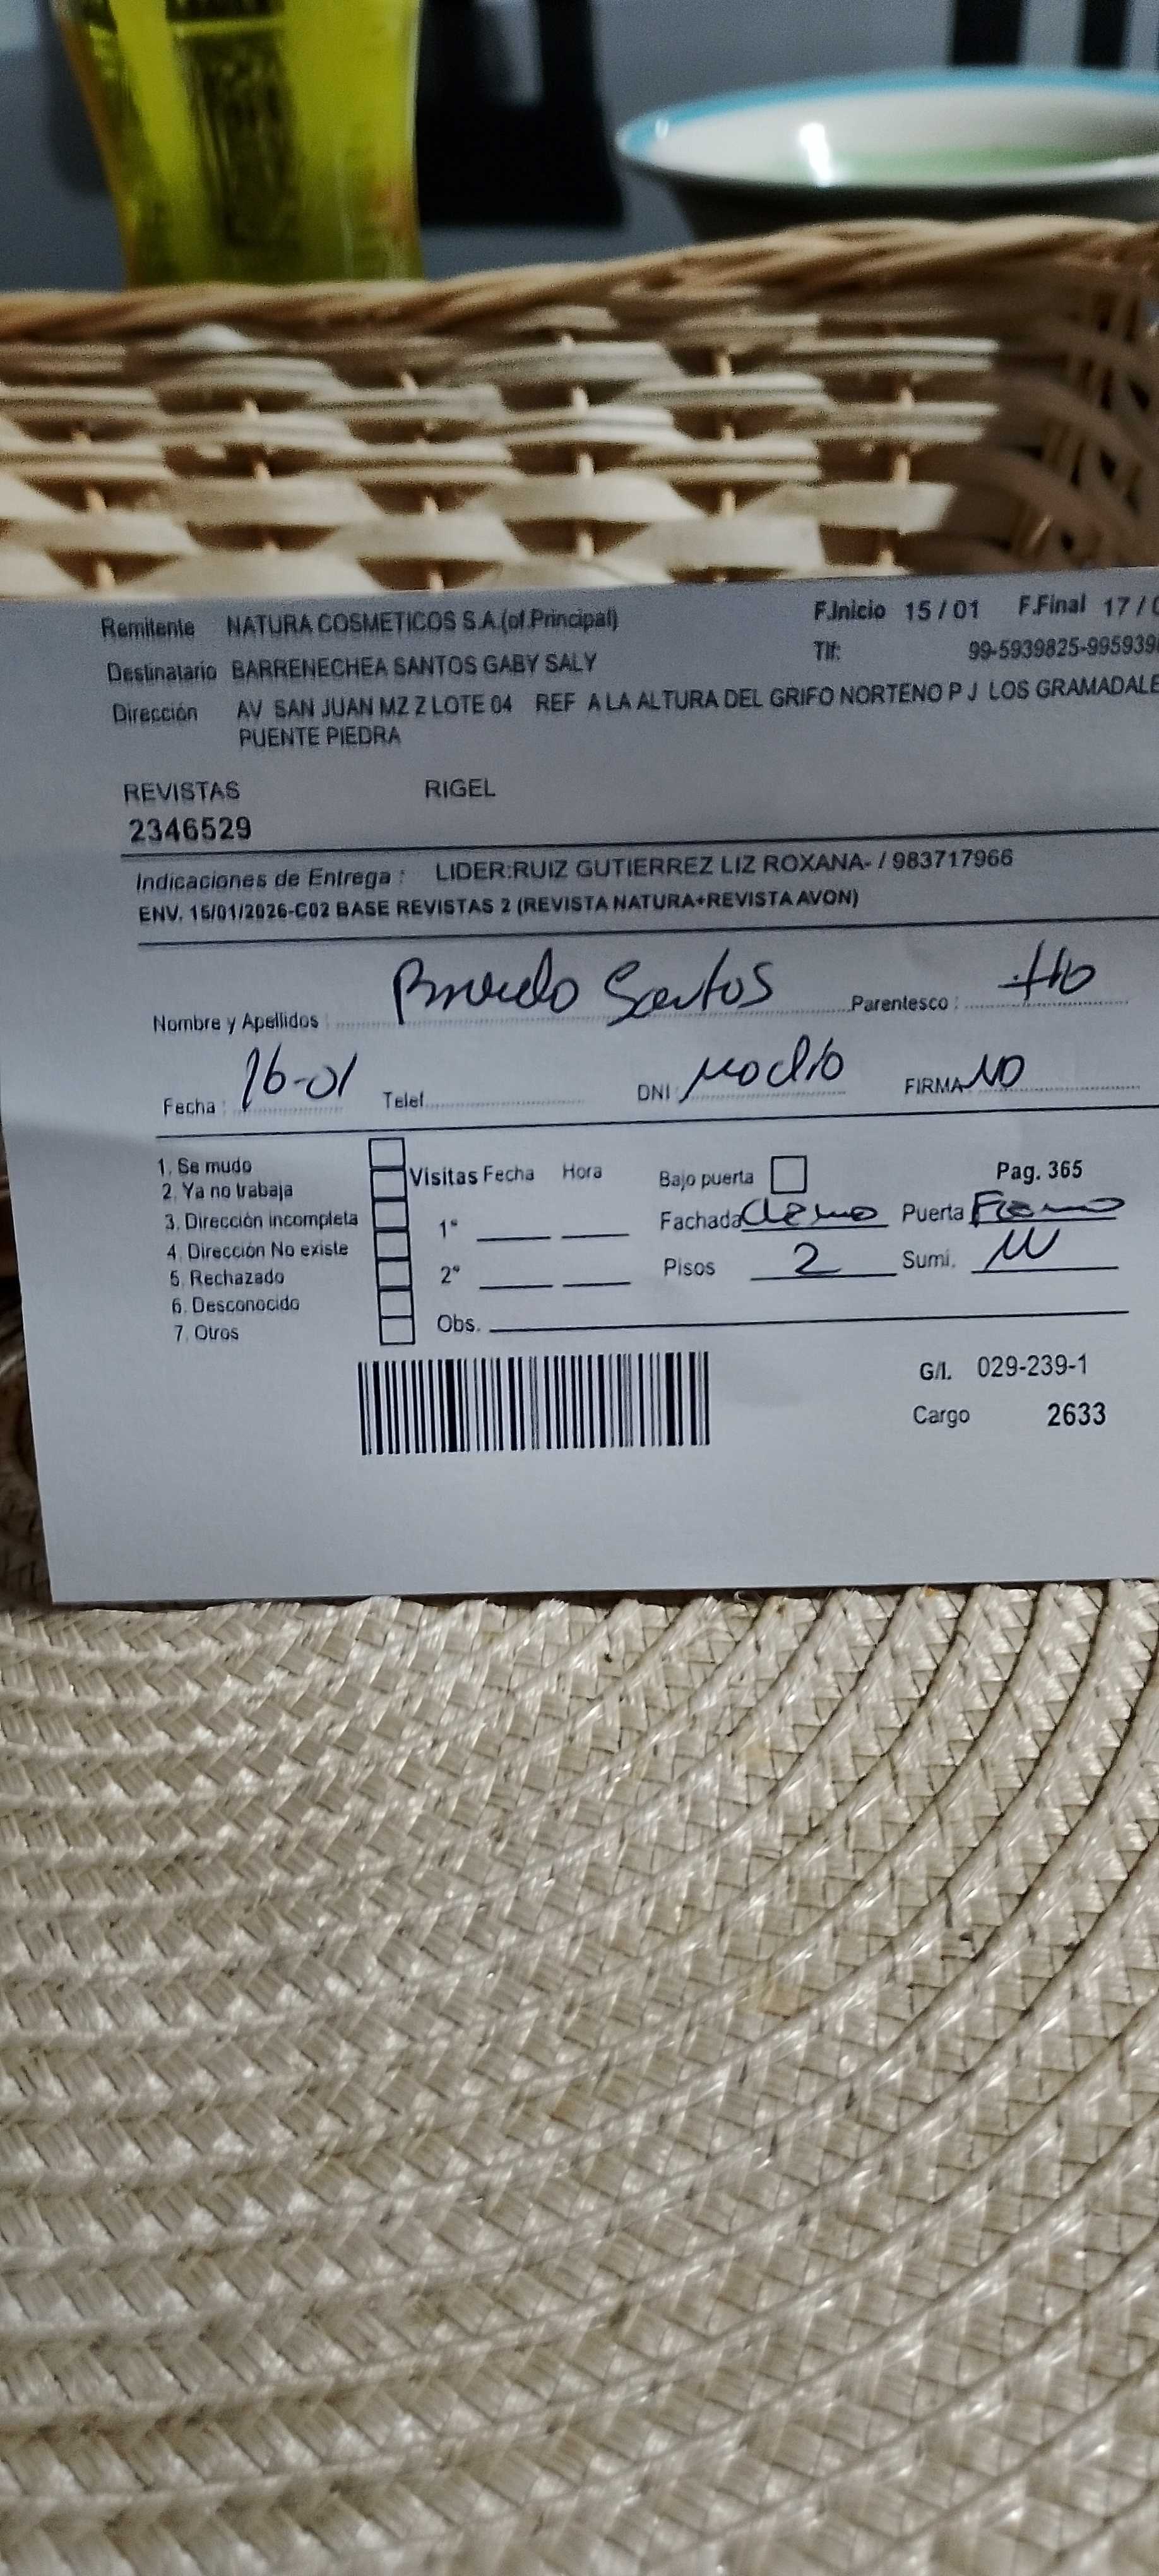 Remitente NATURA COSMETICOS S.A.(of.Principal) F.Inicio 15 / 01 F.Final 17 /
Destinatario BARRENECHEA SANTOS GABY SALY Tlf: 99-5939825-995939
Dirección AV SAN JUAN MZ Z LOTE 04 REF A LA ALTURA DEL GRIFO NORTENO P J LOS GRAMADALE
PUENTE PIEDRA
REVISTAS RIGEL
2346529
Indicaciones de Entrega : LIDER:RUIZ GUTIERREZ LIZ ROXANA- / 983717966
ENV. 15/01/2026-C02 BASE REVISTAS 2 (REVISTA NATURA+REVISTA AVON)
Nombre y Apellidos : Santos Parentesco : tio
Fecha : 16-01 Telef. DNI no dio FIRMA NO
1. Se mudo
2. Ya no trabaja
3. Dirección incompleta
4. Dirección No existe
5. Rechazado
6. Desconocido
7. Otros
Visitas Fecha Hora
1°
2°
Obs.
Bajo puerta Pag. 365
Fachada Puerta
Pisos 2 Sumi.
G/I. 029-239-1
Cargo 2633